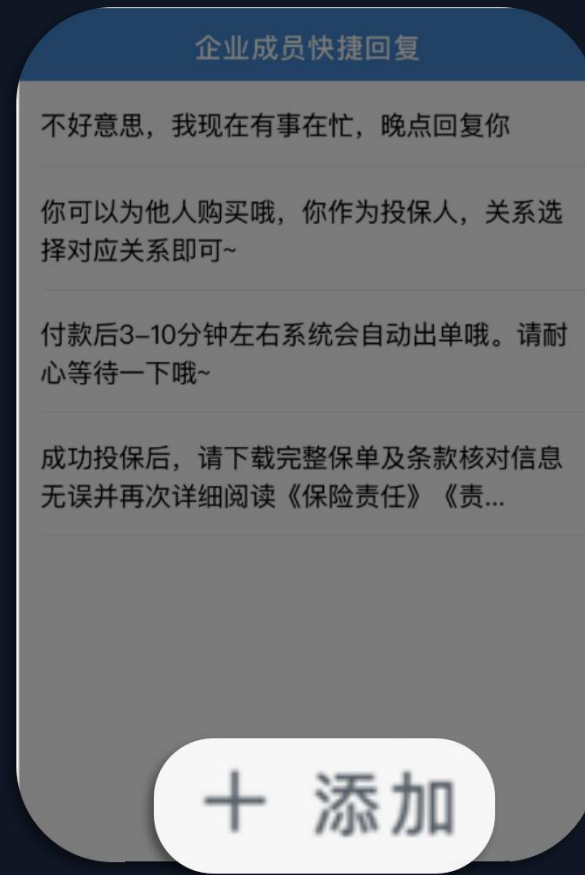 企业成员快捷回复
不好意思，我现在有事在忙，晚点回复你
你可以为他人购买哦，你作为投保人，关系选
择对应关系即可~
付款后3–10分钟左右系统会自动出单哦。请耐
心等待一下哦~
成功投保后，请下载完整保单及条款核对信息
无误并再次详细阅读《保险责任》《责...
＋ 添加